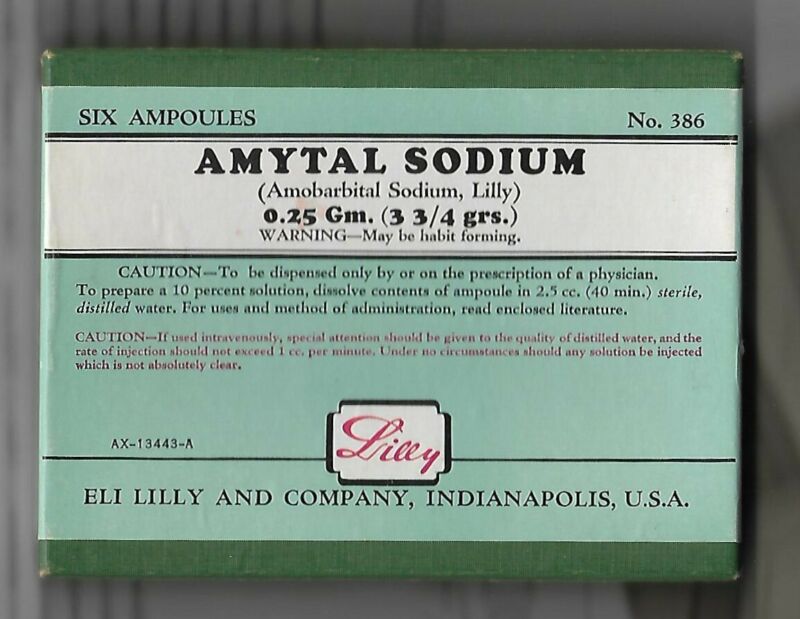 SIX AMPOULES No. 386
AMYTAL SODIUM
(Amobarbital Sodium, Lilly)
0.25 Gm. (3 3/4 grs.)
WARNING—May be habit forming.
CAUTION—To be dispensed only by or on the prescription of a physician.
To prepare a 10 percent solution, dissolve contents of ampoule in 2.5 cc. (40 min.) sterile,
distilled water. For uses and method of administration, read enclosed literature.
CAUTION—If used intravenously, special attention should be given to the quality of distilled water, and the
rate of injection should not exceed 1 cc. per minute. Under no circumstances should any solution be injected
which is not absolutely clear.
AX-13443-A
Lilly
ELI LILLY AND COMPANY, INDIANAPOLIS, U.S.A.